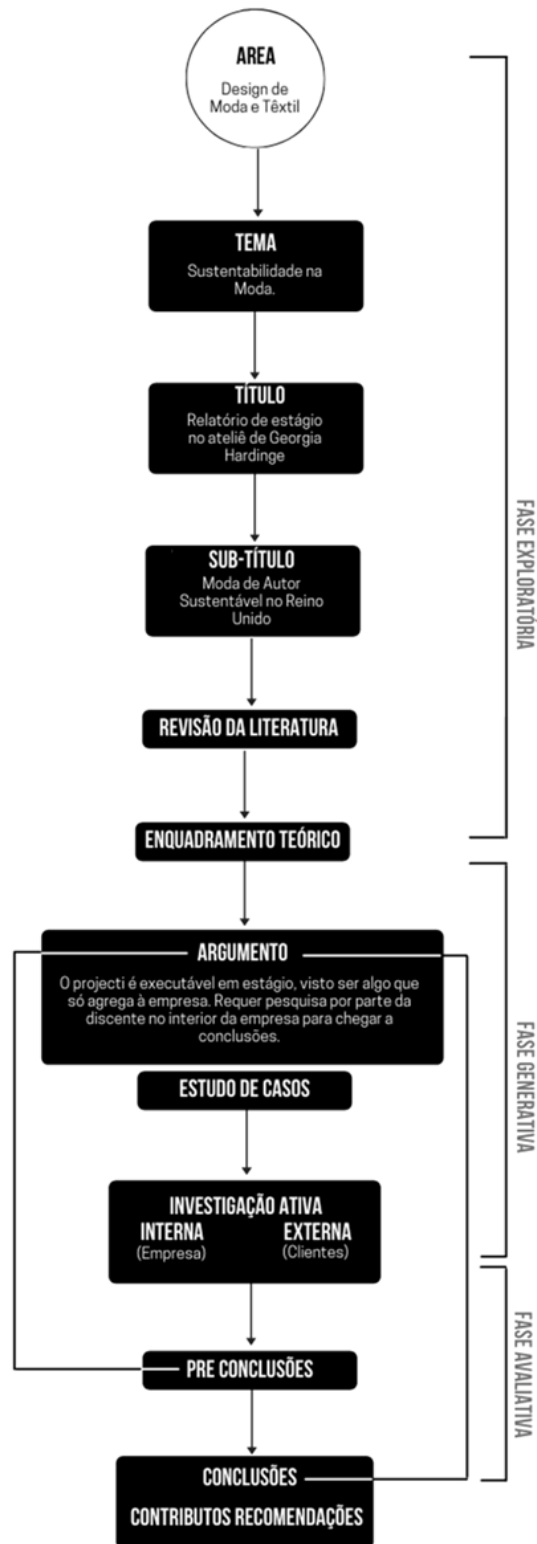 AREA
Design de
Moda e Têxtil
TEMA
Sustentabilidade na
Moda.
TÍTULO
Relatório de estágio
no ateliê de Georgia
Hardinge
SUB-TÍTULO
Moda de Autor
Sustentável no Reino
Unido
REVISÃO DA LITERATURA
ENQUADRAMENTO TEÓRICO
FASE EXPLORATÓRIA
ARGUMENTO
O projecti é executável em estágio, visto ser algo que
só agrega à empresa. Requer pesquisa por parte da
discente no interior da empresa para chegar a
conclusões.
ESTUDO DE CASOS
INVESTIGAÇÃO ATIVA
INTERNA EXTERNA
(Empresa) (Clientes)
FASE GENERATIVA
PRE CONCLUSÕES
CONCLUSÕES
CONTRIBUTOS RECOMENDAÇÕES
FASE AVALIATIVA